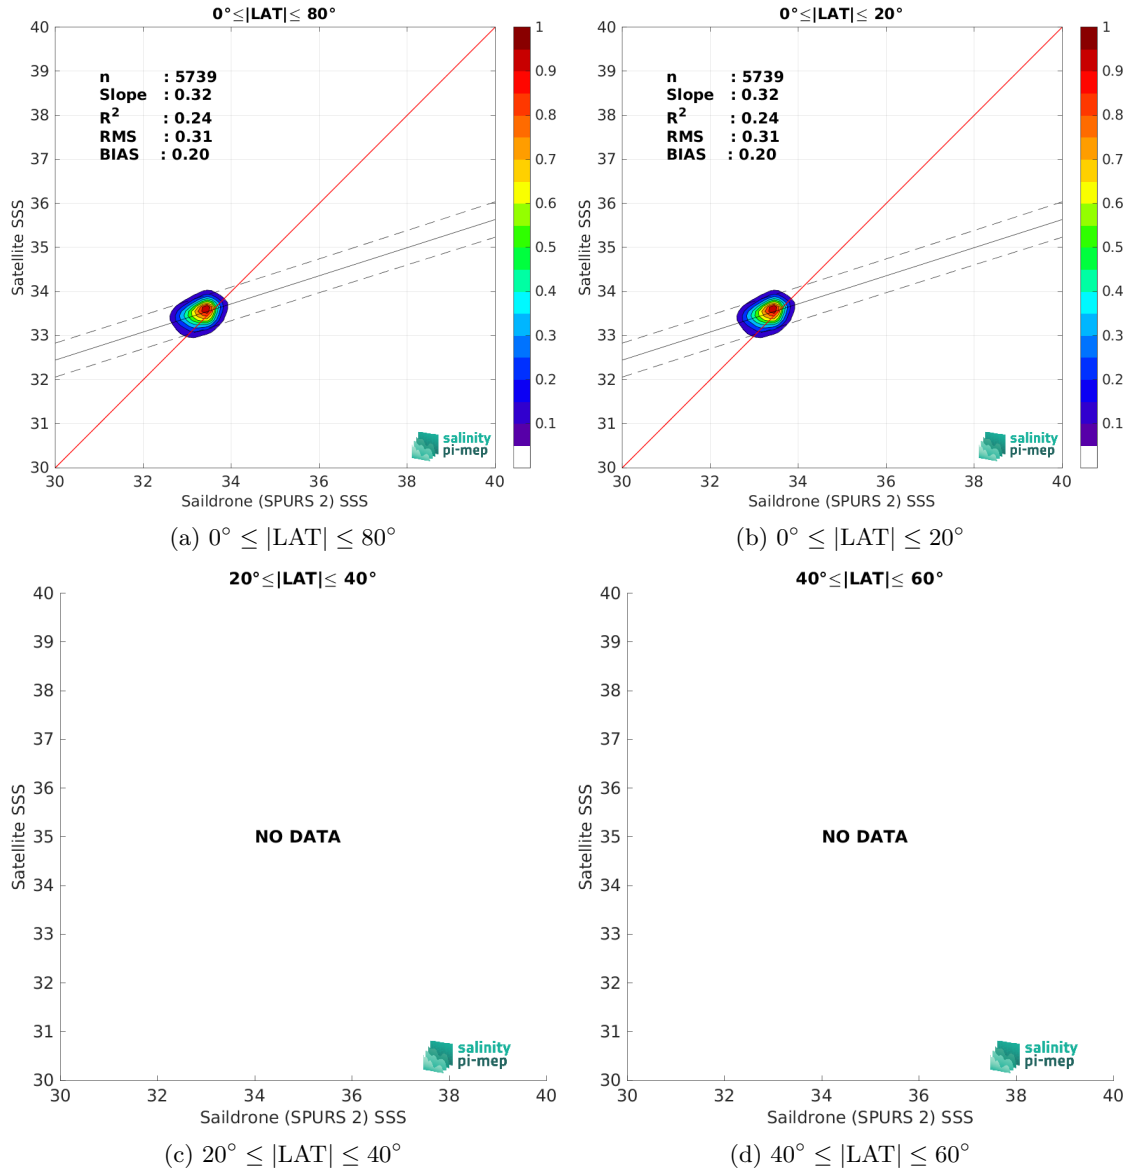 0°≤|LAT|≤ 80°
40
39
38
37
36
35
34
33
32
31
30
Satellite SSS
n : 5739
Slope : 0.32
R² : 0.24
RMS : 0.31
BIAS : 0.20
salinity
pi-mep
30 32 34 36 38 40
Saildrone (SPURS 2) SSS
1
0.9
0.8
0.7
0.6
0.5
0.4
0.3
0.2
0.1
(a) 0° ≤ |LAT| ≤ 80°
0°≤|LAT|≤ 20°
40
39
38
37
36
35
34
33
32
31
30
Satellite SSS
n : 5739
Slope : 0.32
R² : 0.24
RMS : 0.31
BIAS : 0.20
salinity
pi-mep
30 32 34 36 38 40
Saildrone (SPURS 2) SSS
1
0.9
0.8
0.7
0.6
0.5
0.4
0.3
0.2
0.1
(b) 0° ≤ |LAT| ≤ 20°
20°≤|LAT|≤ 40°
40
39
38
37
36
35
34
33
32
31
30
Satellite SSS
NO DATA
salinity
pi-mep
30 32 34 36 38 40
Saildrone (SPURS 2) SSS
(c) 20° ≤ |LAT| ≤ 40°
40°≤|LAT|≤ 60°
40
39
38
37
36
35
34
33
32
31
30
Satellite SSS
NO DATA
salinity
pi-mep
30 32 34 36 38 40
Saildrone (SPURS 2) SSS
(d) 40° ≤ |LAT| ≤ 60°